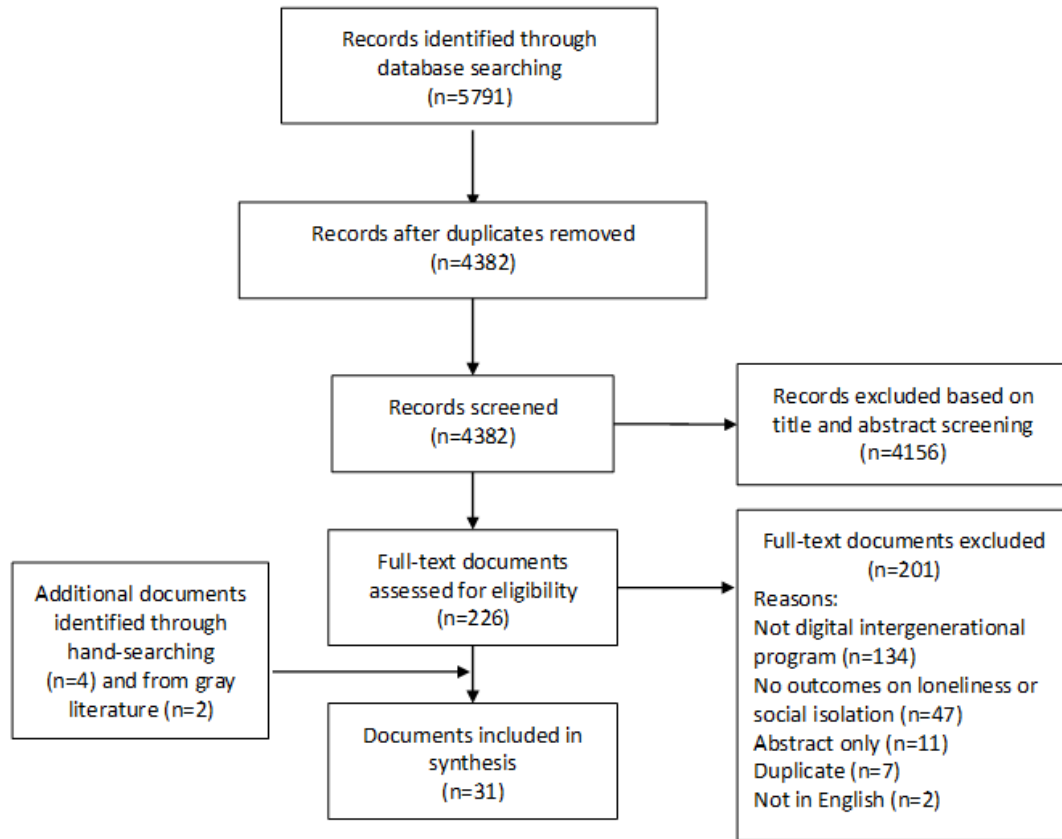 Records identified through
database searching
(n=5791)
Records after duplicates removed
(n=4382)
Records screened
(n=4382)
Records excluded based on
title and abstract screening
(n=4156)
Full-text documents
assessed for eligibility
(n=226)
Full-text documents excluded
(n=201)
Reasons:
Not digital intergenerational
program (n=134)
No outcomes on loneliness or
social isolation (n=47)
Abstract only (n=11)
Duplicate (n=7)
Not in English (n=2)
Additional documents
identified through
hand-searching
(n=4) and from gray
literature (n=2)
Documents included in
synthesis
(n=31)